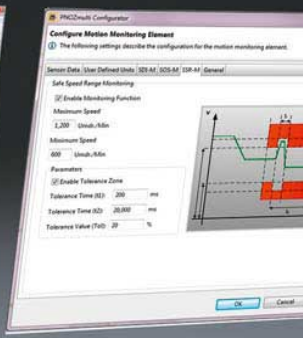 PNOZmulti Configurator
Configure Motion Monitoring Element
The following settings describe the configuration for the motion monitoring element.
Sensor Data User Defined Units SDI-M SOS-M SSR-M General
Safe Speed Range Monitoring
Enable Monitoring Function
Maximum Speed
1,200 Umdr./Min
Minimum Speed
800 Umdr./Min
Parameters
Enable Tolerance Zone
Tolerance Time (t1): 200 ms
Tolerance Time (t2): 20,000 ms
Tolerance Value (Tol): 20 %
OK Cancel